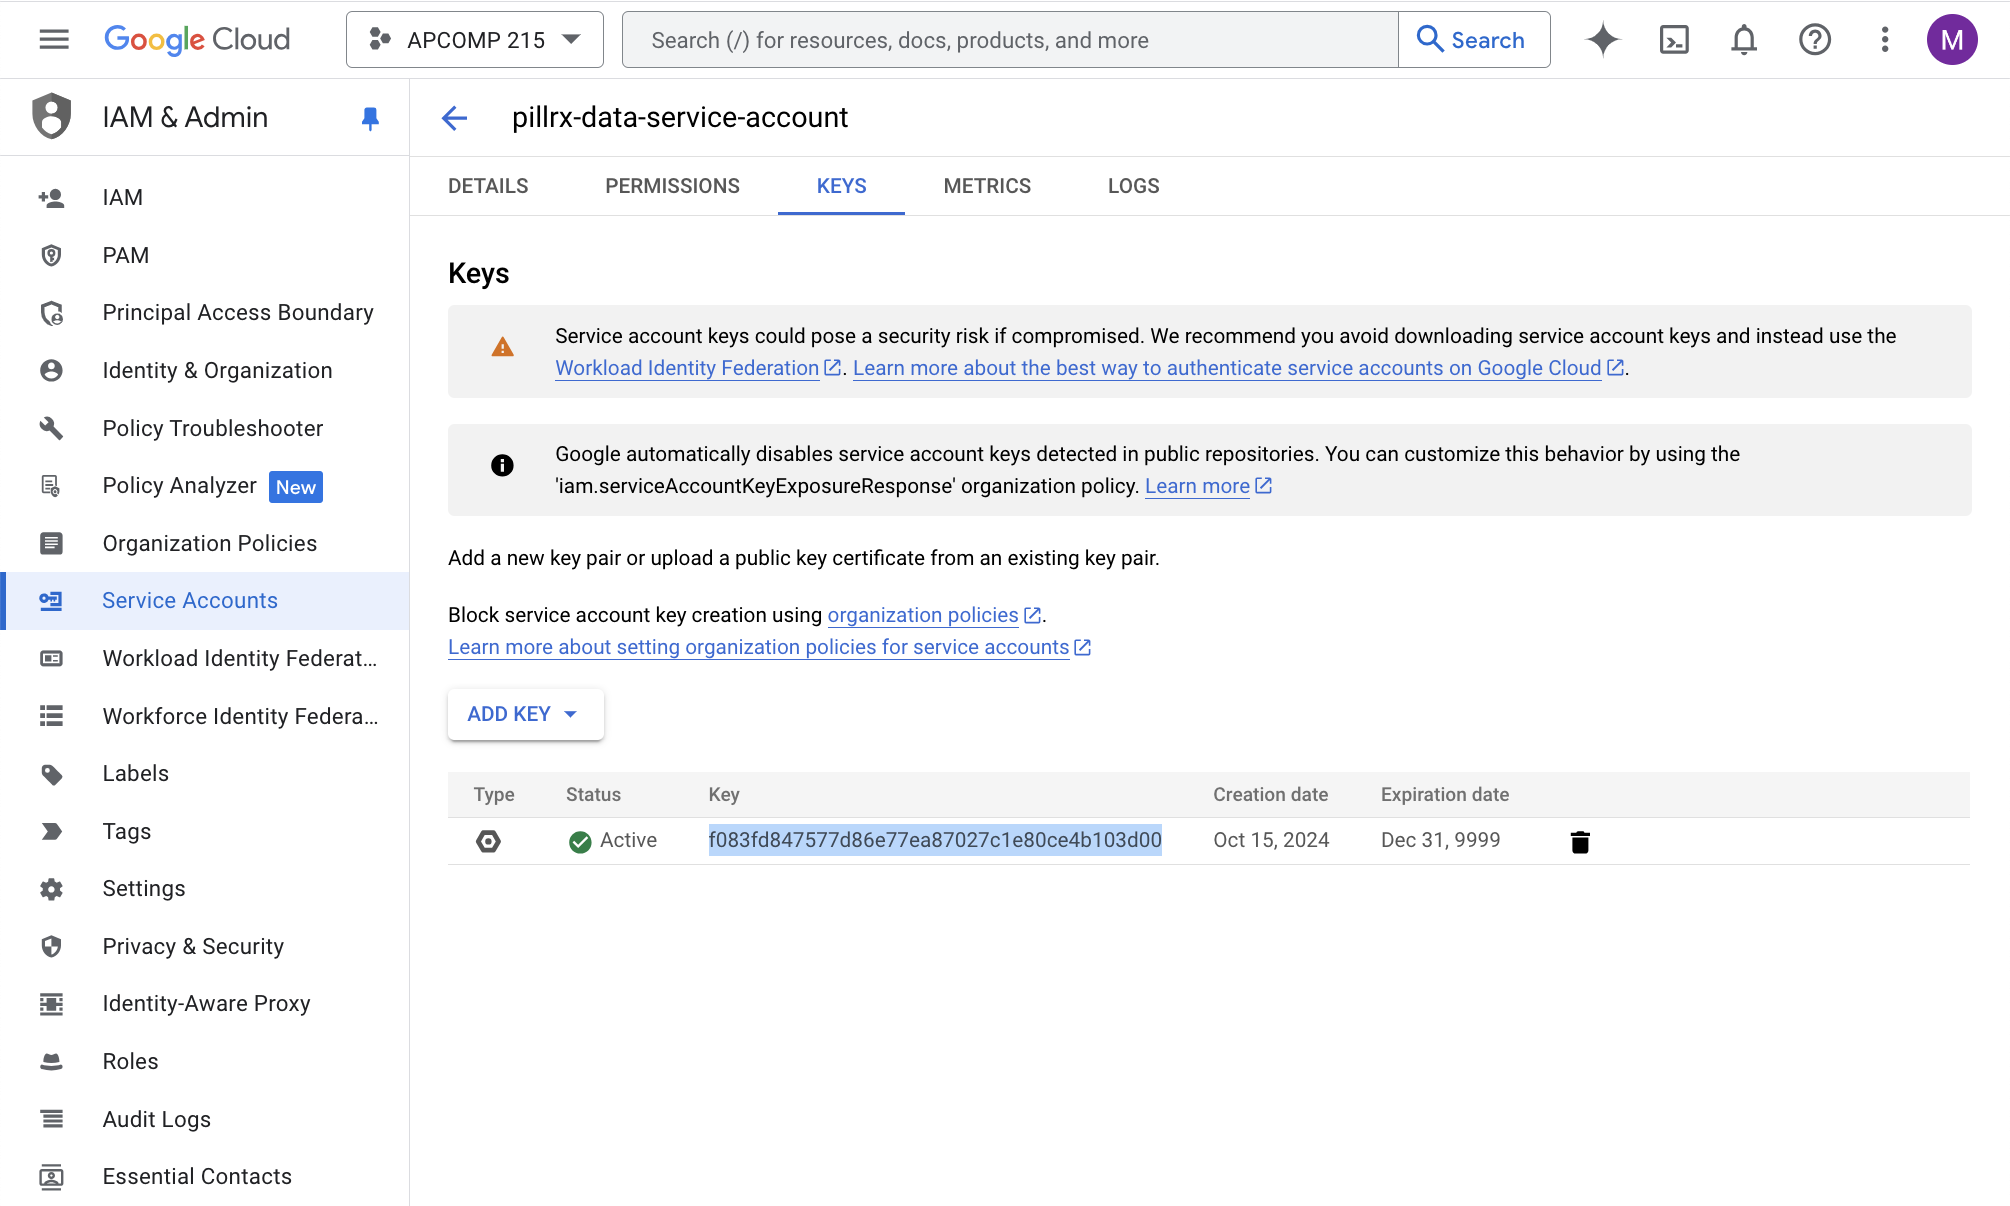 Google Cloud
APCOMP 215
Search (/) for resources, docs, products, and more
Search
M
IAM & Admin
pillrx-data-service-account
IAM
PAM
Principal Access Boundary
Identity & Organization
Policy Troubleshooter
Policy Analyzer New
Organization Policies
Service Accounts
Workload Identity Federat...
Workforce Identity Federa...
Labels
Tags
Settings
Privacy & Security
Identity-Aware Proxy
Roles
Audit Logs
Essential Contacts
DETAILS PERMISSIONS KEYS METRICS LOGS
Keys
Service account keys could pose a security risk if compromised. We recommend you avoid downloading service account keys and instead use the
Workload Identity Federation. Learn more about the best way to authenticate service accounts on Google Cloud.
Google automatically disables service account keys detected in public repositories. You can customize this behavior by using the
'iam.serviceAccountKeyExposureResponse' organization policy. Learn more
Add a new key pair or upload a public key certificate from an existing key pair.
Block service account key creation using organization policies.
Learn more about setting organization policies for service accounts
ADD KEY
Type Status Key Creation date Expiration date
Active f083fd847577d86e77ea87027c1e80ce4b103d00 Oct 15, 2024 Dec 31, 9999